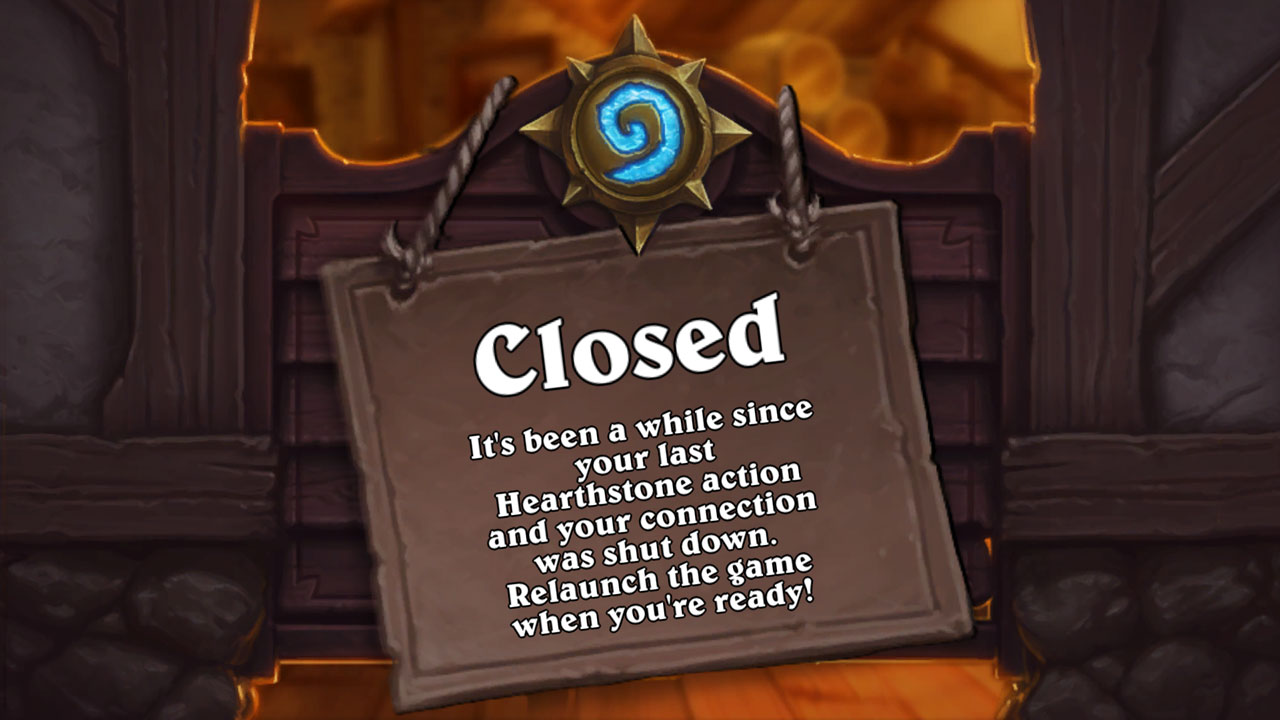 Closed
It's been a while since
your last
Hearthstone action
and your connection
was shut down.
Relaunch the game
when you're ready!